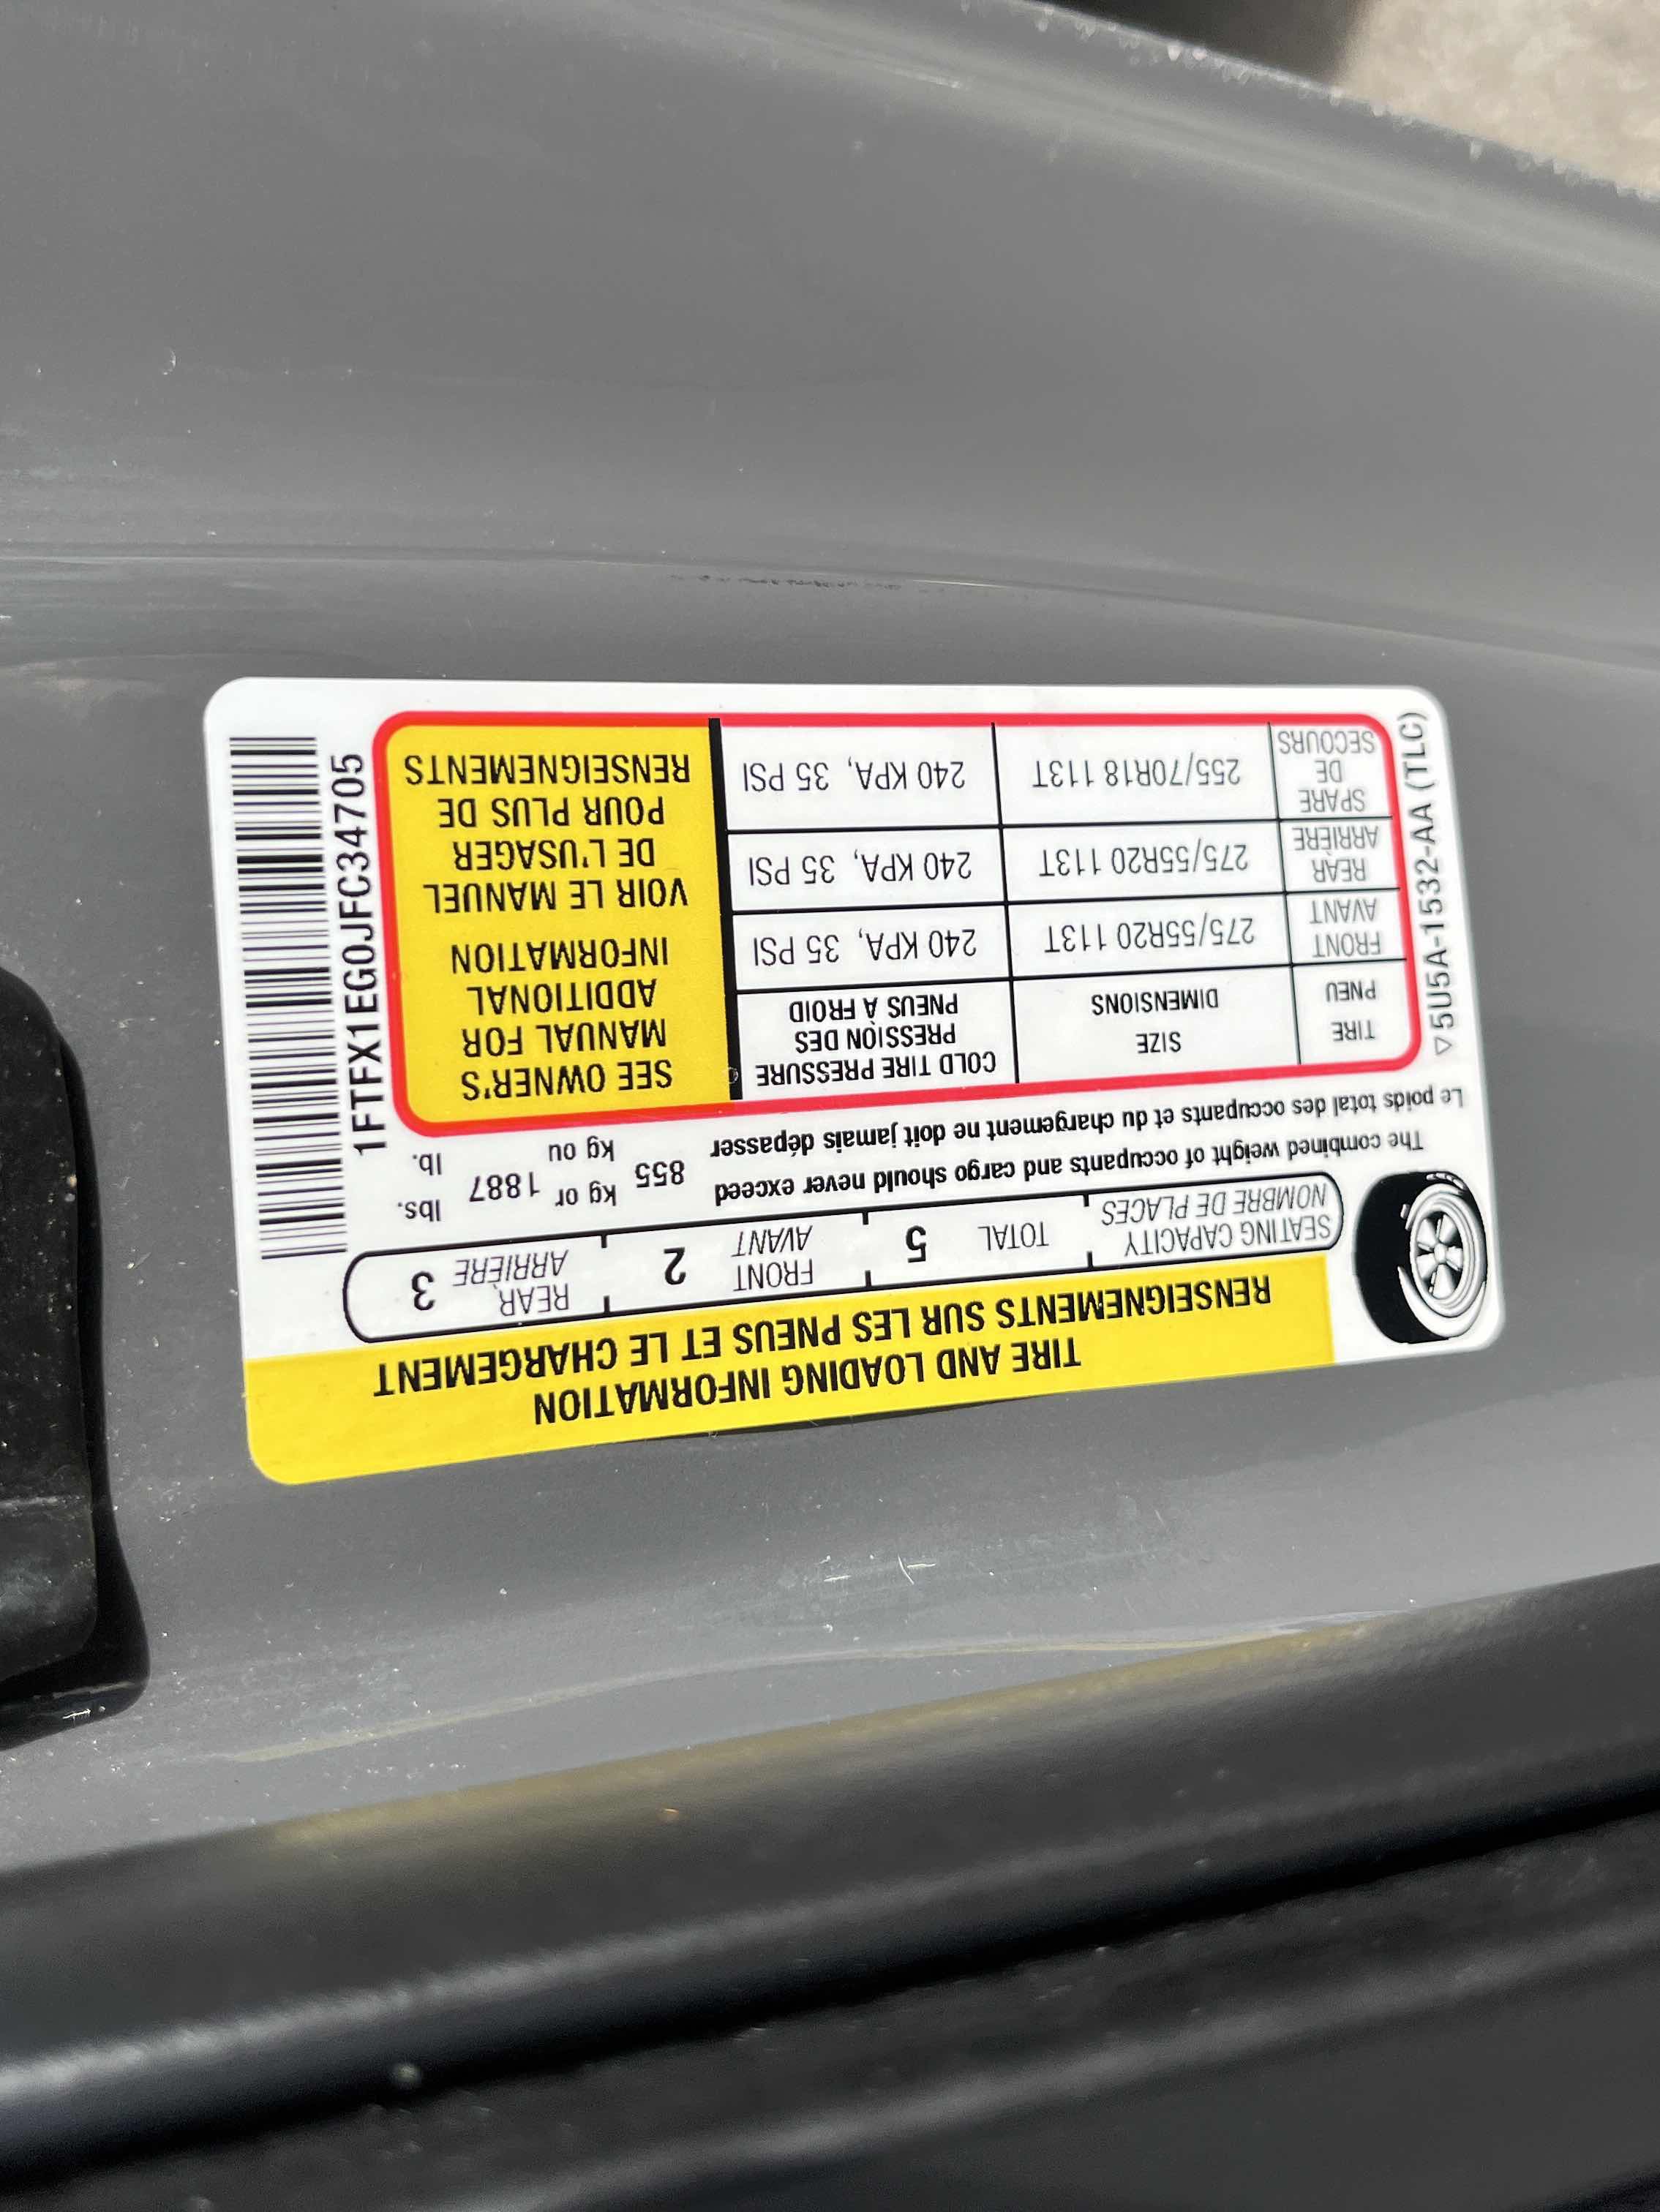 TIRE AND LOADING INFORMATION
RENSEIGNEMENTS SUR LES PNEUS ET LE CHARGEMENT
SEATING CAPACITY
NOMBRE DE PLACES
TOTAL 5
FRONT
AVANT 2
REAR
ARRIÈRE 3
The combined weight of occupants and cargo should never exceed 855 kg or 1887 lbs.
Le poids total des occupants et du chargement ne doit jamais dépasser kg ou lb.
TIRE
PNEU
SIZE
DIMENSIONS
COLD TIRE PRESSURE
PRESSION DES
PNEUS À FROID
FRONT
AVANT
275/55R20 113T
240 KPA, 35 PSI
REAR
ARRIÈRE
275/55R20 113T
240 KPA, 35 PSI
SPARE
DE
SECOURS
255/70R18 113T
240 KPA, 35 PSI
SEE OWNER'S
MANUAL FOR
ADDITIONAL
INFORMATION
VOIR LE MANUEL
DE L'USAGER
POUR PLUS DE
RENSEIGNEMENTS
▽5U5A-1532-AA (TLC)
1FTFX1EG0JFC34705